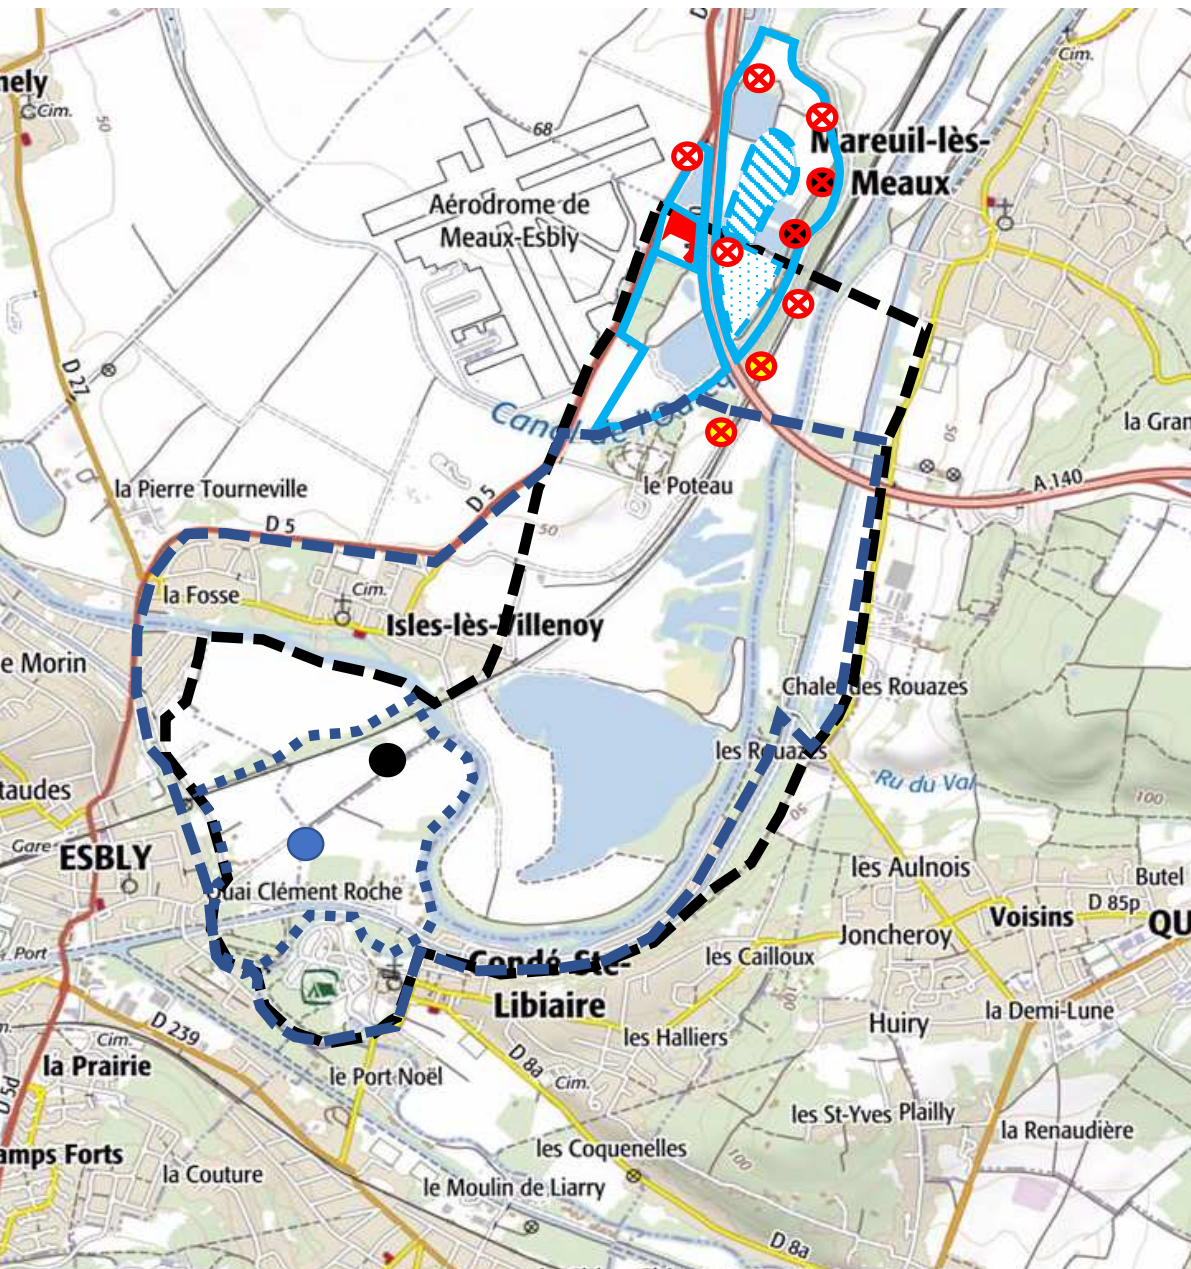 nely
Cim.
50
Cim.
68
Mareuil-lès-
Meaux
Aérodrome de
Meaux-Esbly
D 27
la Gran
50
A 140
la Pierre Tourneville
D 5
D 5
le Poteau
50
la Fosse
Cim.
Isles-lès-Villenoy
e Morin
Chalet des Rouazes
les Rouazes
Ru du Val
100
50
taudes
Gare
ESBLY
Quai Clément Roche
les Aulnois
Butel
D 85p
Voisins
QU
Joncheroy
Port
les Cailloux
Condé-Ste-
Libiaire
100
la Demi-Lune
Huiry
les Halliers
D 239
Cim.
la Prairie
D 8a
Cim.
le Port Noël
D 5d
les St-Yves
Plailly
la Renaudière
amps Forts
la Couture
les Coquenelles
100
le Moulin de Liarry
D 8a